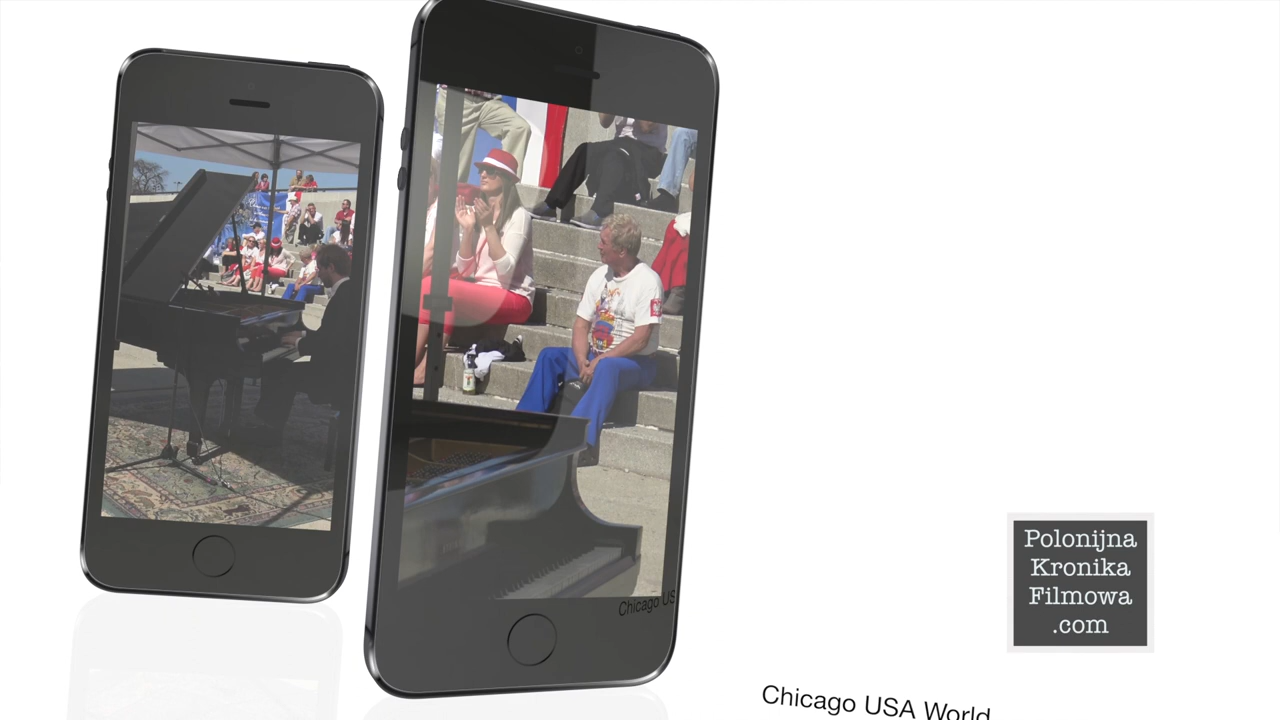 Polonijna
Kronika
Filmowa
.com
Chicago US
Chicago USA World